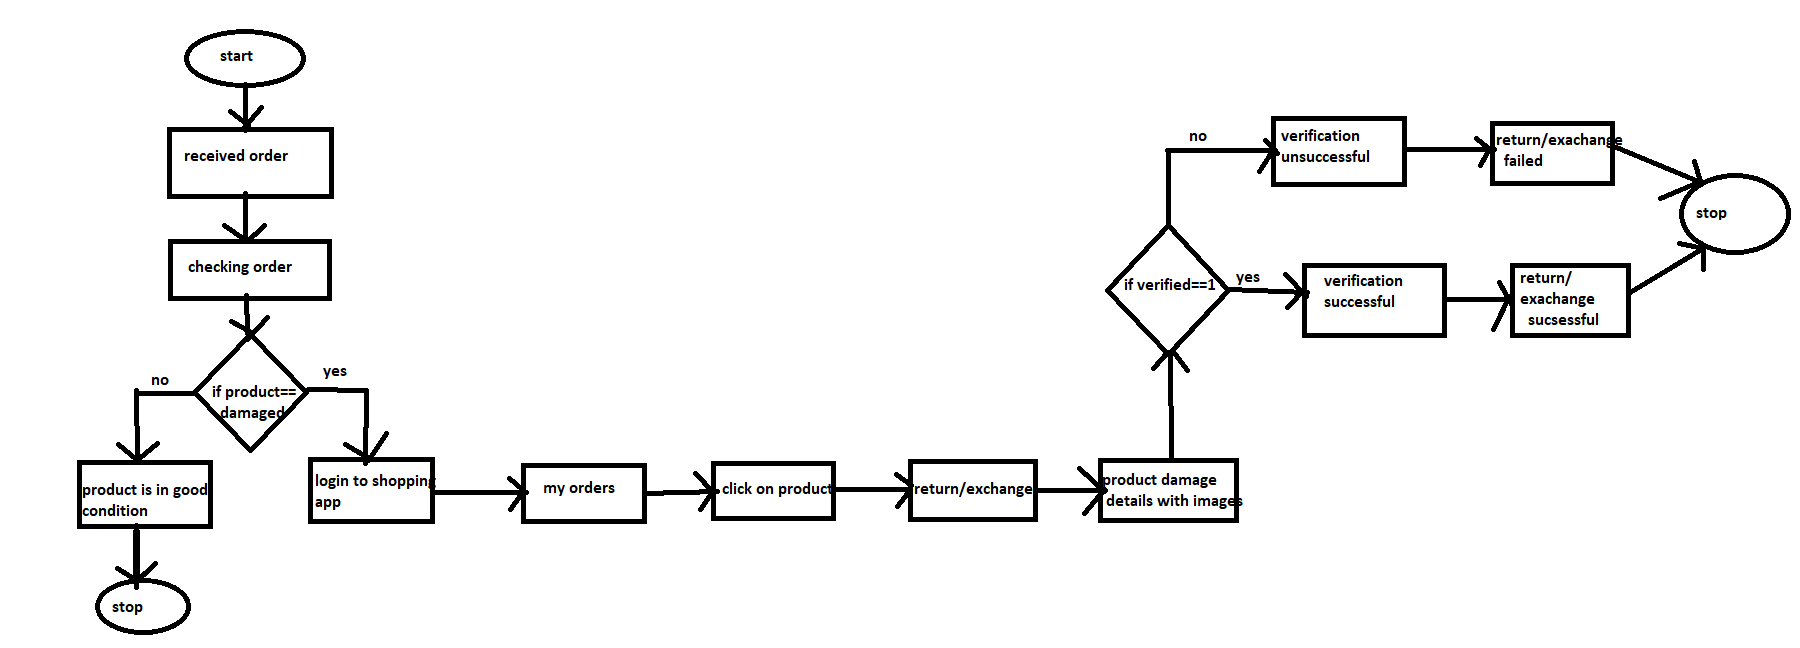 start
received order
checking order
if product==
damaged
no
yes
product is in good
condition
stop
login to shopping
app
my orders
click on product
return/exchange
product damage
details with images
if verified==1
no
verification
unsuccessful
return/exachange
failed
yes
verification
successful
return/
exachange
sucsessful
stop